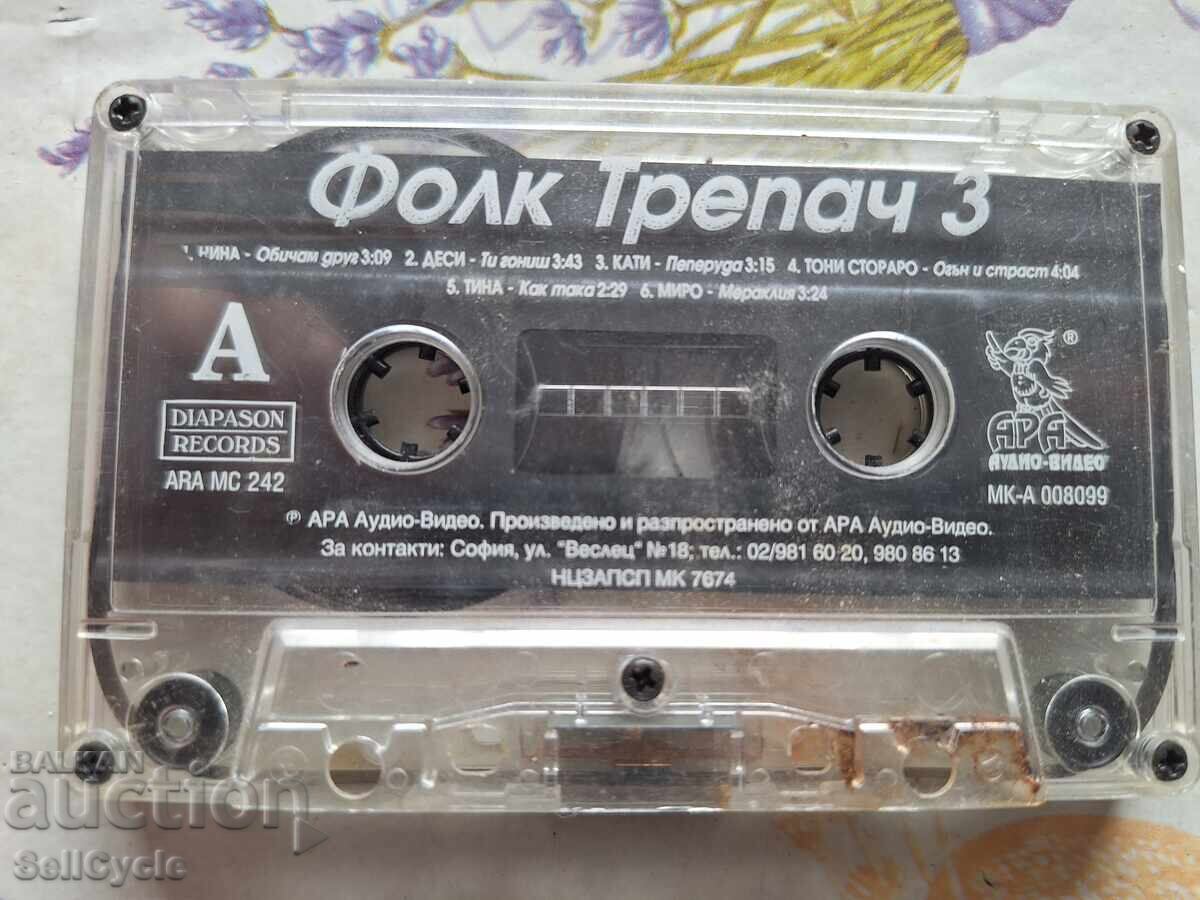 Фолк Трепач 3
1. НИНА - Обичам друг 3:09 2. ДЕСИ - Ти гониш 3:43 3. КАТИ - Пеперуда 3:15 4. ТОНИ СТОРАРО - Огън и страст 4:04
5. ТИНА - Как така 2:29 6. МИРО - Мераклия 3:24
A
DIAPASON
RECORDS
ARA MC 242
®
АРА
АУДИО-ВИДЕО
МК-А 008099
℗ АРА Аудио-Видео. Произведено и разпространено от АРА Аудио-Видео.
За контакти: София, ул. "Веслец" №18; тел.: 02/981 60 20, 980 86 13
НЦЗАПСП МК 7674
BALKAN
auction
SellCycle